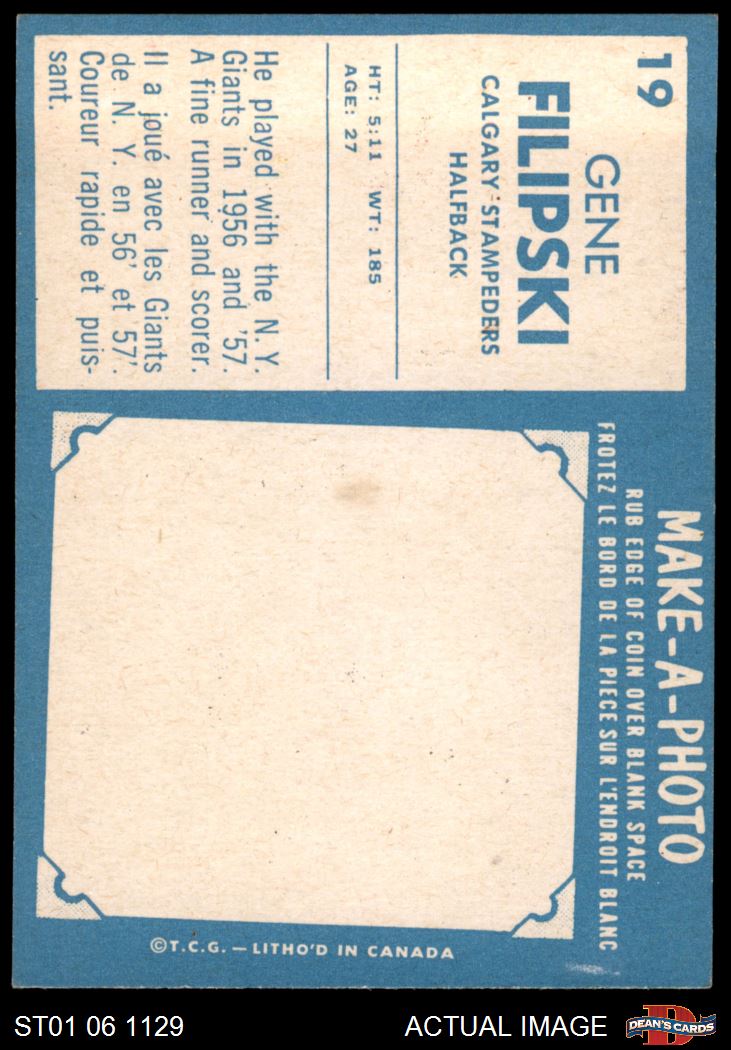 19
GENE
FILIPSKI
CALGARY STAMPEDERS
HALFBACK
HT: 5:11 WT: 185
AGE: 27
He played with the N. Y.
Giants in 1956 and '57.
A fine runner and scorer.
Il a joué avec les Giants
de N. Y. en 56' et 57'.
Coureur rapide et puis-
sant.
MAKE-A-PHOTO
RUB EDGE OF COIN OVER BLANK SPACE
FROTEZ LE BORD DE LA PIECE SUR L'ENDROIT BLANC
©T.C.G. — LITHO'D IN CANADA
ST01 06 1129
ACTUAL IMAGE
D
DEAN'S CARDS